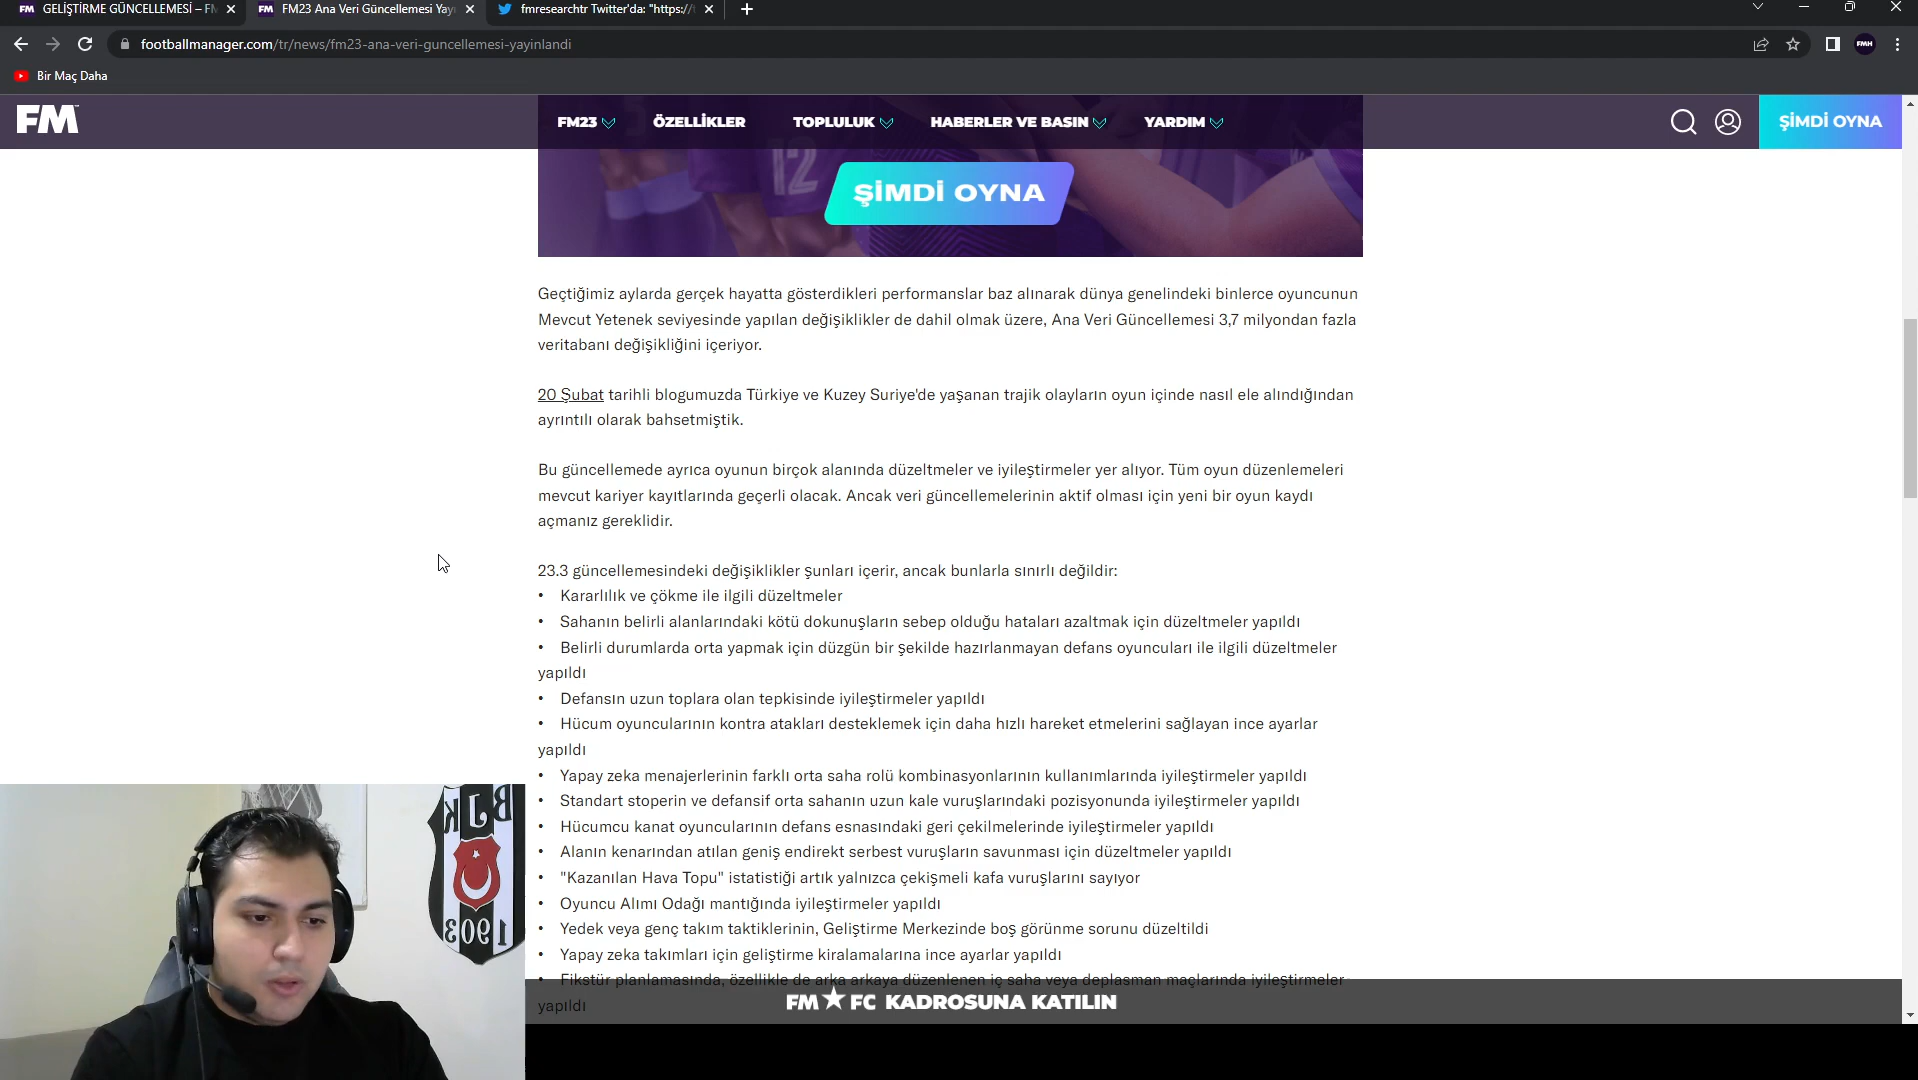 GELİŞTİRME GÜNCELLEMESİ – FM
FM23 Ana Veri Güncellemesi Yayı
fmresearchtr Twitter'da: "https://t
footballmanager.com/tr/news/fm23-ana-veri-guncellemesi-yayinlandi
FMH
Bir Maç Daha
FM
FM23
ÖZELLİKLER
TOPLULUK
HABERLER VE BASIN
YARDIM
ŞİMDİ OYNA
12
ŞİMDİ OYNA
Geçtiğimiz aylarda gerçek hayatta gösterdikleri performanslar baz alınarak dünya genelindeki binlerce oyuncunun
Mevcut Yetenek seviyesinde yapılan değişiklikler de dahil olmak üzere, Ana Veri Güncellemesi 3,7 milyondan fazla
veritabanı değişikliğini içeriyor.
20 Şubat tarihli blogumuzda Türkiye ve Kuzey Suriye'de yaşanan trajik olayların oyun içinde nasıl ele alındığından
ayrıntılı olarak bahsetmiştik.
Bu güncellemede ayrıca oyunun birçok alanında düzeltmeler ve iyileştirmeler yer alıyor. Tüm oyun düzenlemeleri
mevcut kariyer kayıtlarında geçerli olacak. Ancak veri güncellemelerinin aktif olması için yeni bir oyun kaydı
açmanız gereklidir.
23.3 güncellemesindeki değişiklikler şunları içerir, ancak bunlarla sınırlı değildir:
• Kararlılık ve çökme ile ilgili düzeltmeler
• Sahanın belirli alanlarındaki kötü dokunuşların sebep olduğu hataları azaltmak için düzeltmeler yapıldı
• Belirli durumlarda orta yapmak için düzgün bir şekilde hazırlanmayan defans oyuncuları ile ilgili düzeltmeler
yapıldı
• Defansın uzun toplara olan tepkisinde iyileştirmeler yapıldı
• Hücum oyuncularının kontra atakları desteklemek için daha hızlı hareket etmelerini sağlayan ince ayarlar
yapıldı
• Yapay zeka menajerlerinin farklı orta saha rolü kombinasyonlarının kullanımlarında iyileştirmeler yapıldı
• Standart stoperin ve defansif orta sahanın uzun kale vuruşlarındaki pozisyonunda iyileştirmeler yapıldı
• Hücumcu kanat oyuncularının defans esnasındaki geri çekilmelerinde iyileştirmeler yapıldı
• Alanın kenarından atılan geniş endirekt serbest vuruşların savunması için düzeltmeler yapıldı
• "Kazanılan Hava Topu" istatistiği artık yalnızca çekişmeli kafa vuruşlarını sayıyor
• Oyuncu Alımı Odağı mantığında iyileştirmeler yapıldı
• Yedek veya genç takım taktiklerinin, Geliştirme Merkezinde boş görünme sorunu düzeltildi
• Yapay zeka takımları için geliştirme kiralamalarına ince ayarlar yapıldı
• Fikstür planlamasında, özellikle de arka arkaya düzenlenen iç saha veya deplasman maçlarında iyileştirmeler
yapıldı
FM★FC KADROSUNA KATILIN
BJK
1903